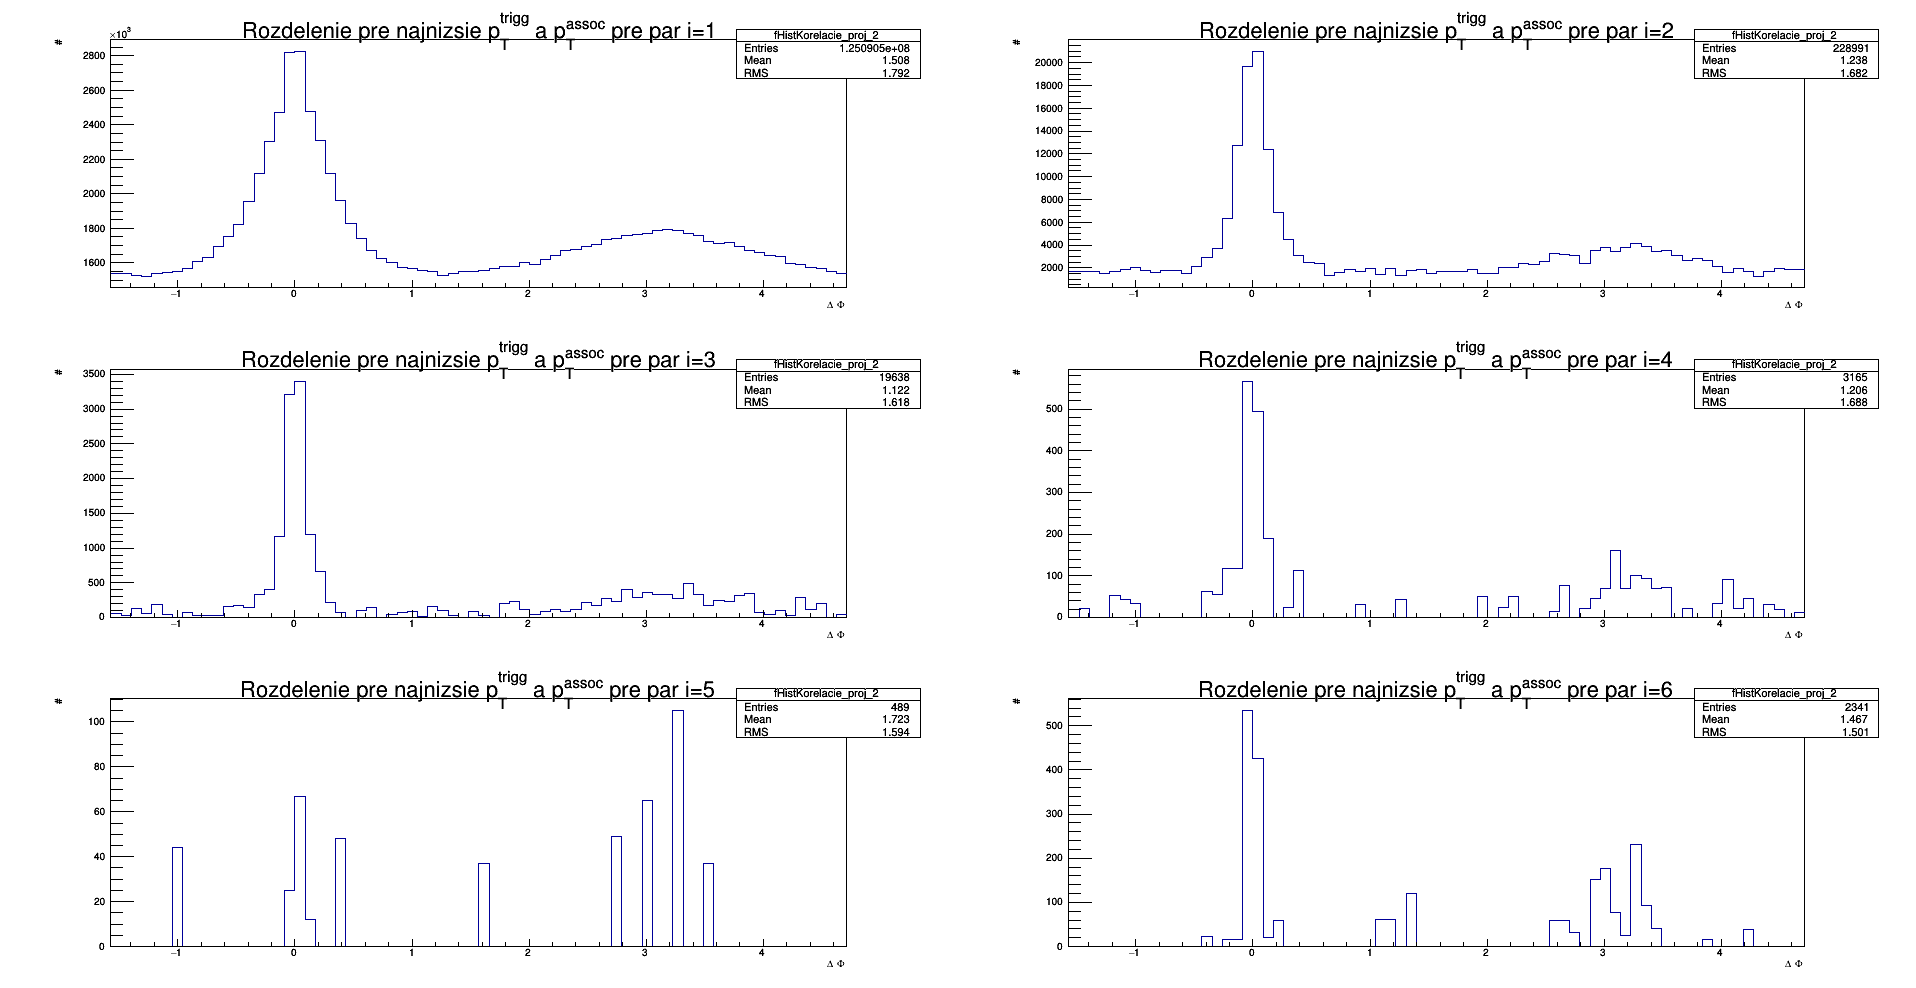 Rozdelenie pre najnizsie p_T^trigg a p_T^assoc pre par i=1
fHistKorelacie_proj_2
Entries 1.250905e+08
Mean 1.508
RMS 1.792
#
×10³
2800
2600
2400
2200
2000
1800
1600
−1 0 1 2 3 4
Δ Φ
Rozdelenie pre najnizsie p_T^trigg a p_T^assoc pre par i=2
fHistKorelacie_proj_2
Entries 228991
Mean 1.238
RMS 1.682
#
20000
18000
16000
14000
12000
10000
8000
6000
4000
2000
−1 0 1 2 3 4
Δ Φ
Rozdelenie pre najnizsie p_T^trigg a p_T^assoc pre par i=3
fHistKorelacie_proj_2
Entries 19638
Mean 1.122
RMS 1.618
#
3500
3000
2500
2000
1500
1000
500
0
−1 0 1 2 3 4
Δ Φ
Rozdelenie pre najnizsie p_T^trigg a p_T^assoc pre par i=4
fHistKorelacie_proj_2
Entries 3165
Mean 1.206
RMS 1.688
#
500
400
300
200
100
0
−1 0 1 2 3 4
Δ Φ
Rozdelenie pre najnizsie p_T^trigg a p_T^assoc pre par i=5
fHistKorelacie_proj_2
Entries 489
Mean 1.723
RMS 1.594
#
100
80
60
40
20
0
−1 0 1 2 3 4
Δ Φ
Rozdelenie pre najnizsie p_T^trigg a p_T^assoc pre par i=6
fHistKorelacie_proj_2
Entries 2341
Mean 1.467
RMS 1.501
#
500
400
300
200
100
0
−1 0 1 2 3 4
Δ Φ